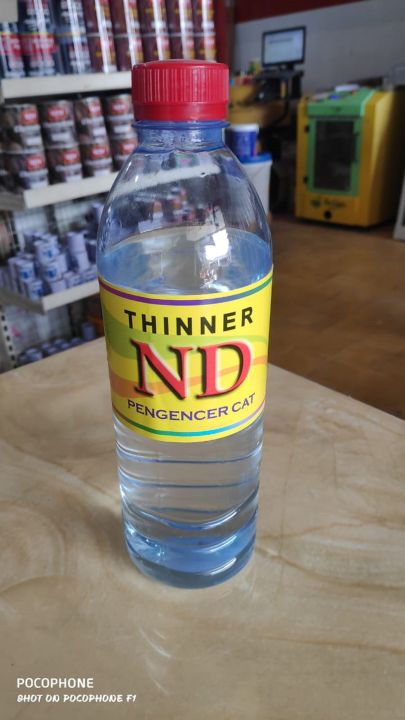 THINNER
ND
PENGENCER CAT
POCOPHONE
SHOT ON POCOPHONE F1